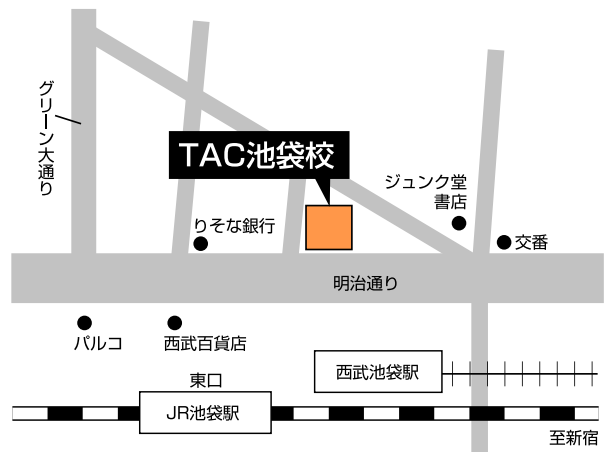 グリーン大通り
TAC池袋校
ジュンク堂
書店
りそな銀行
交番
明治通り
パルコ
西武百貨店
西武池袋駅
東口
JR池袋駅
至新宿